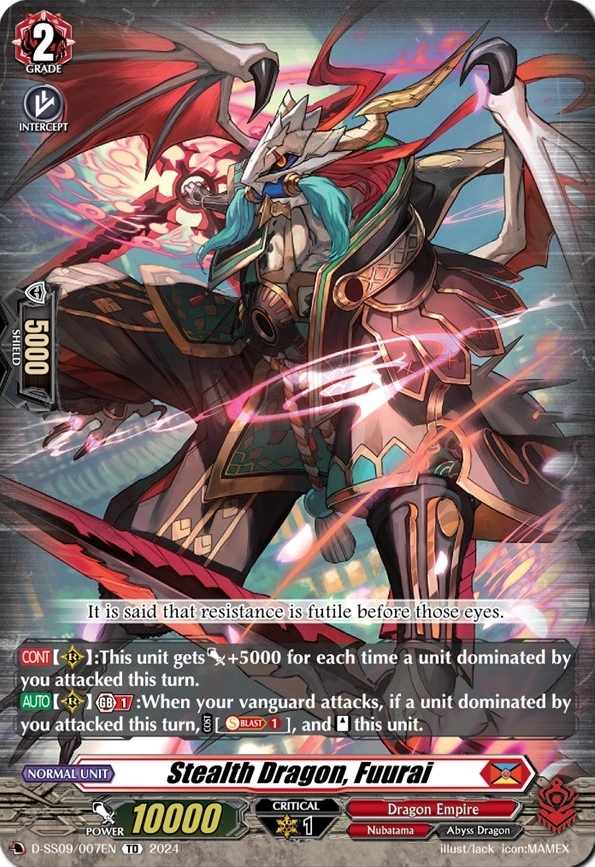 2
GRADE
INTERCEPT
5000
SHIELD
It is said that resistance is futile before those eyes.
CONT【R】:This unit gets +5000 for each time a unit dominated by
you attacked this turn.
AUTO【R】GB 1:When your vanguard attacks, if a unit dominated by
you attacked this turn, COST [SBLAST 1], and this unit.
NORMAL UNIT
Stealth Dragon, Fuurai
POWER 10000
CRITICAL
1
Dragon Empire
Nubatama
Abyss Dragon
D-SS09/007EN TD 2024
illust/lack icon:MAMEX